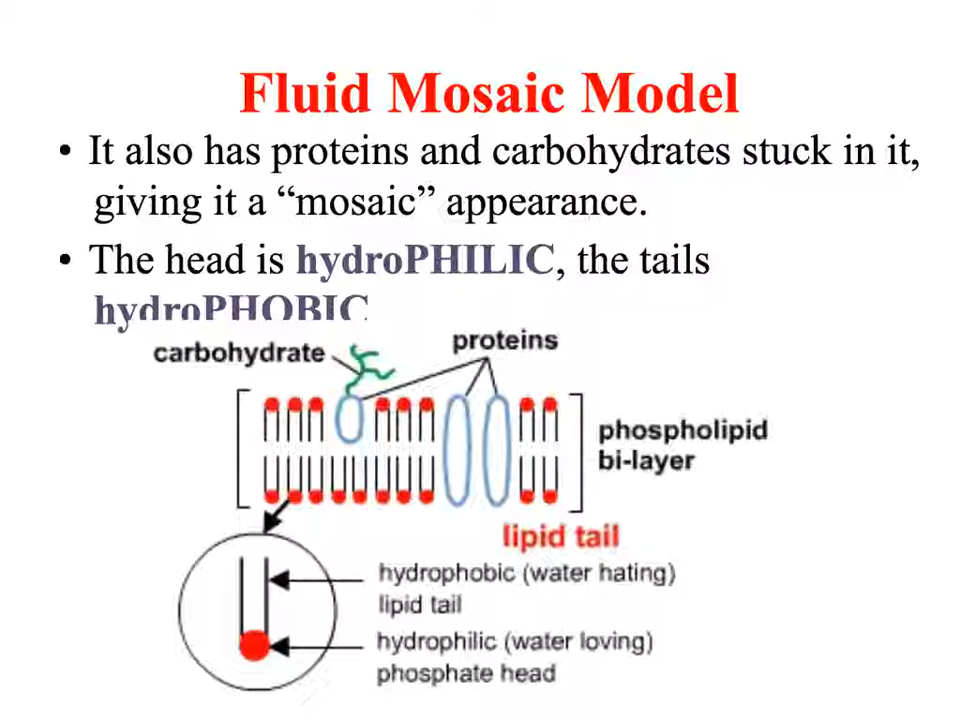 Fluid Mosaic Model
• It also has proteins and carbohydrates stuck in it,
giving it a “mosaic” appearance.
• The head is hydroPHILIC, the tails
hydroPHOBIC
carbohydrate
proteins
phospholipid
bi-layer
lipid tail
hydrophobic (water hating)
lipid tail
hydrophilic (water loving)
phosphate head